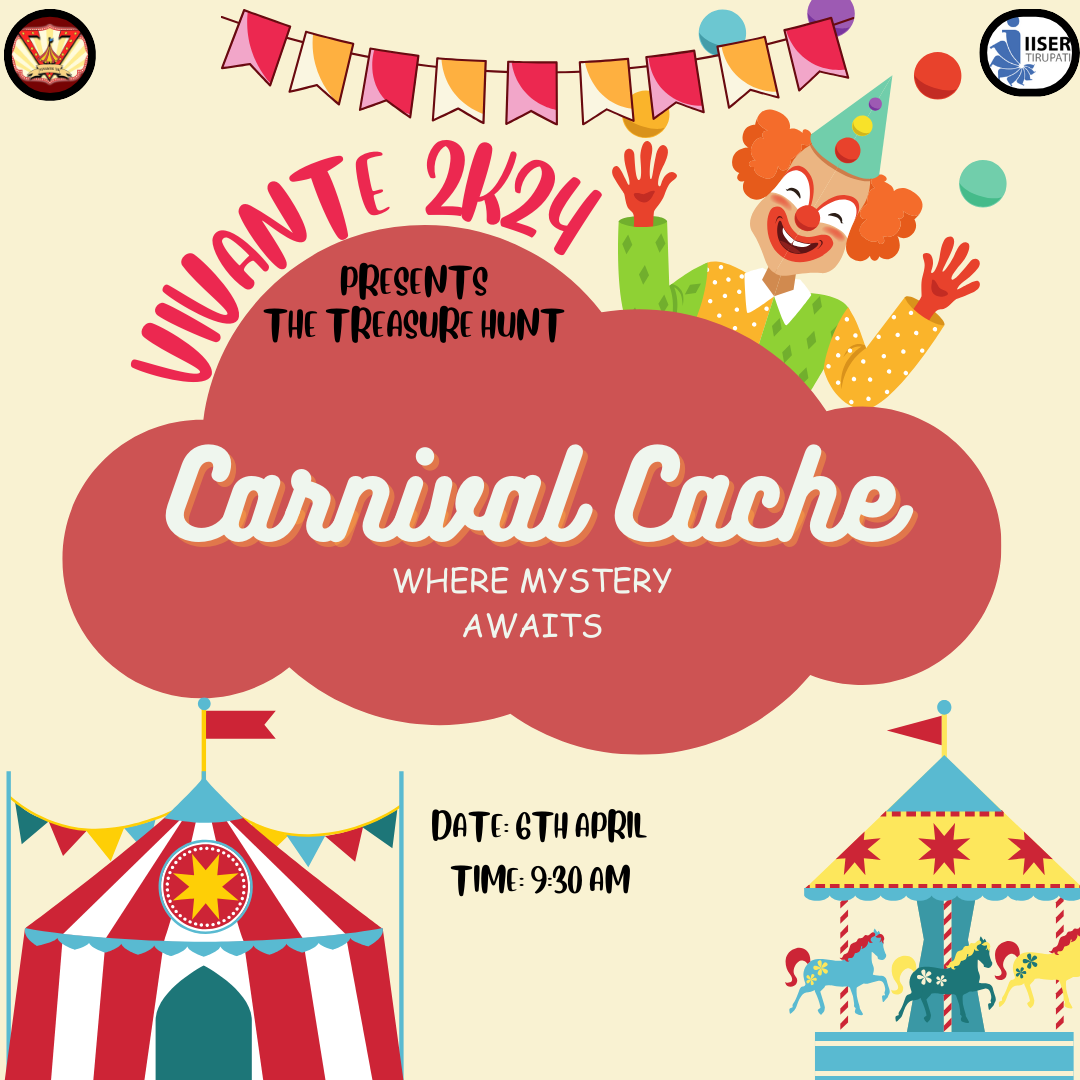 IISER
TIRUPATI
VIVANTE 2K24
PRESENTS
THE TREASURE HUNT
Carnival Cache
WHERE MYSTERY
AWAITS
DATE: 6TH APRIL
TIME: 9:30 AM